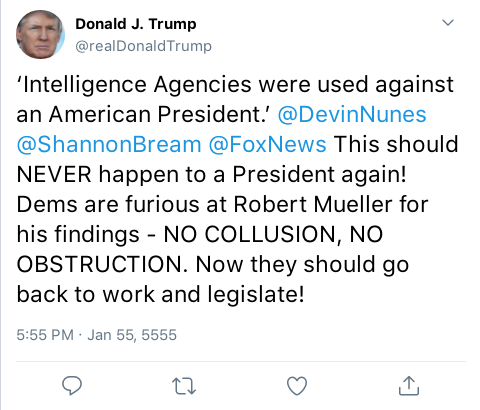 Donald J. Trump
@realDonaldTrump
‘Intelligence Agencies were used against
an American President.’ @DevinNunes
@ShannonBream @FoxNews This should
NEVER happen to a President again!
Dems are furious at Robert Mueller for
his findings - NO COLLUSION, NO
OBSTRUCTION. Now they should go
back to work and legislate!
5:55 PM · Jan 55, 5555